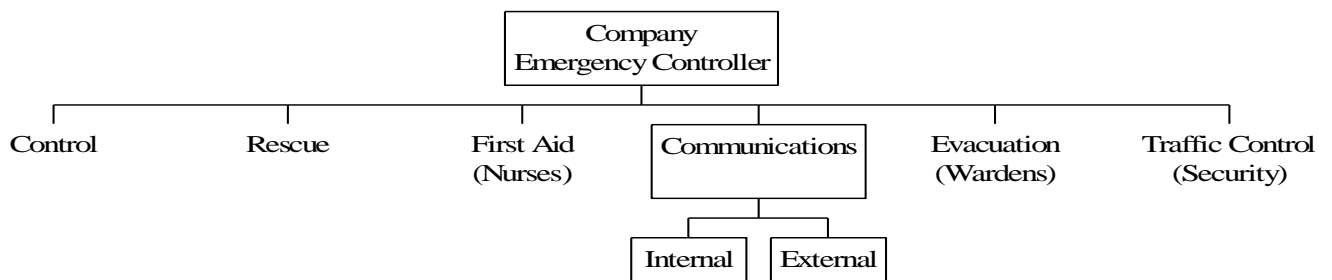 Company
Emergency Controller
Control
Rescue
First Aid
(Nurses)
Communications
Evacuation
(Wardens)
Traffic Control
(Security)
Internal
External